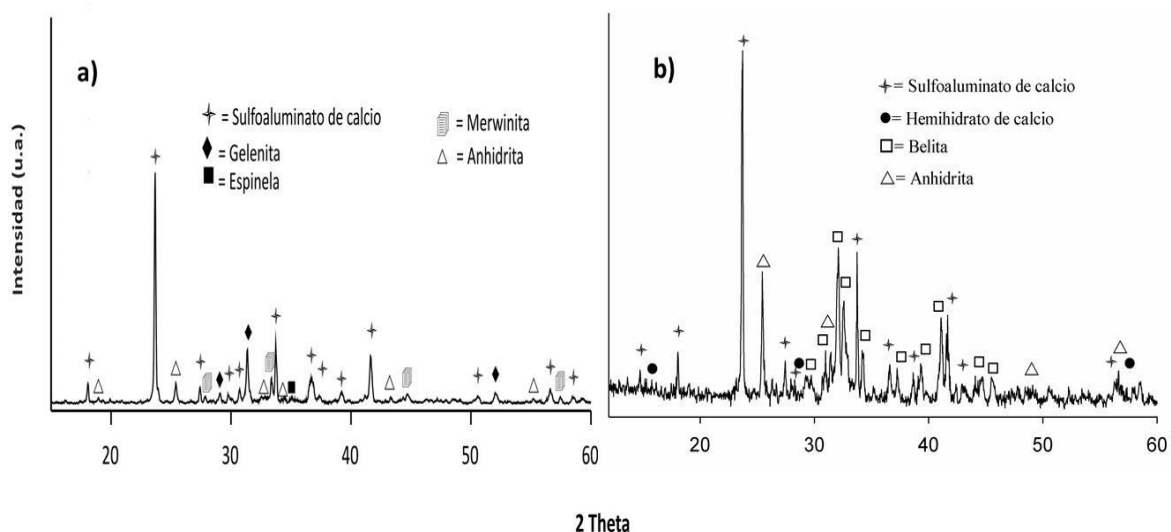 a)
= Sulfoaluminato de calcio
= Gelenita
= Espinela
= Merwinita
= Anhidrita
b)
= Sulfoaluminato de calcio
= Hemihidrato de calcio
= Belita
= Anhidrita
Intensidad (u.a.)
20 30 40 50 60
20 30 40 50 60
2 Theta